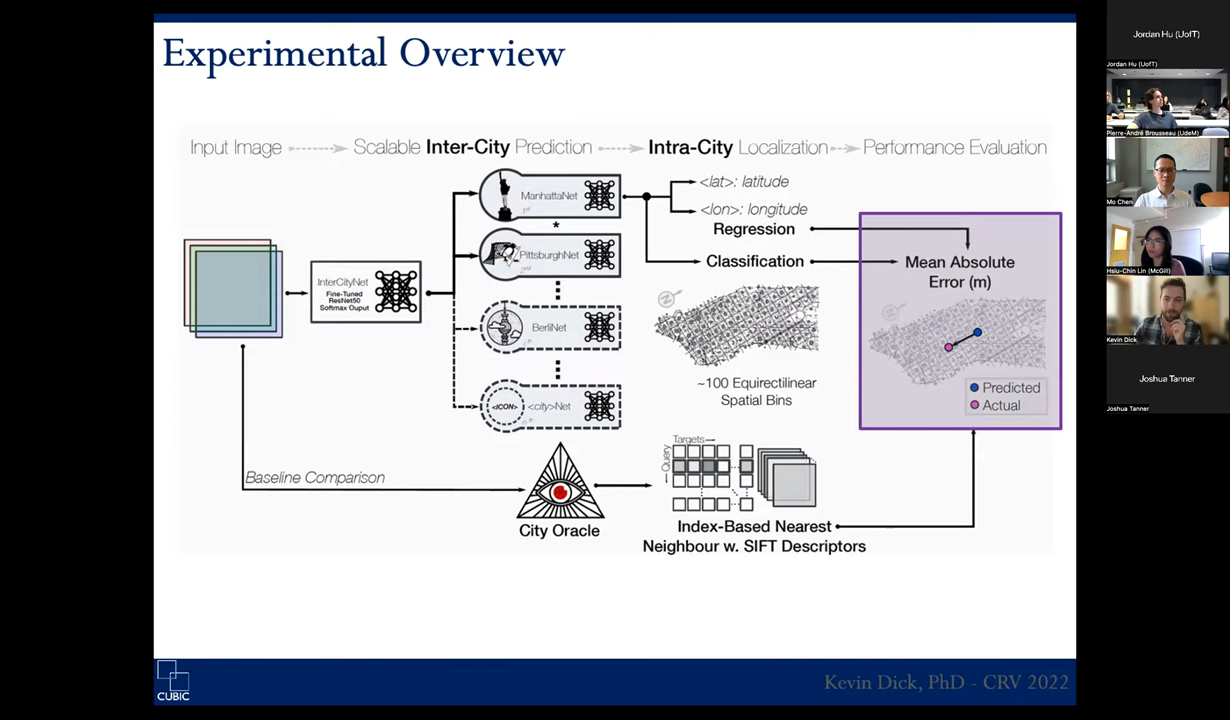 Experimental Overview
Input Image
Scalable Inter-City Prediction
Intra-City Localization
Performance Evaluation
ManhattaNet
<lat>: latitude
<lon>: longitude
*
Regression
PittsburghNet
Classification
Mean Absolute
Error (m)
InterCityNet
Fine-Tuned
ResNet50
Softmax Ouput
BerliNet
~100 Equirectilinear
Spatial Bins
Predicted
Actual
<ICON>
<city>Net
Baseline Comparison
City Oracle
Targets
Query
Index-Based Nearest
Neighbour w. SIFT Descriptors
CUBIC
Kevin Dick, PhD - CRV 2022
Jordan Hu (UofT)
Jordan Hu (UofT)
Pierre-André Brousseau (UdeM)
Mo Chen
Hsiu-Chin Lin (McGill)
Kevin Dick
Joshua Tanner
Joshua Tanner